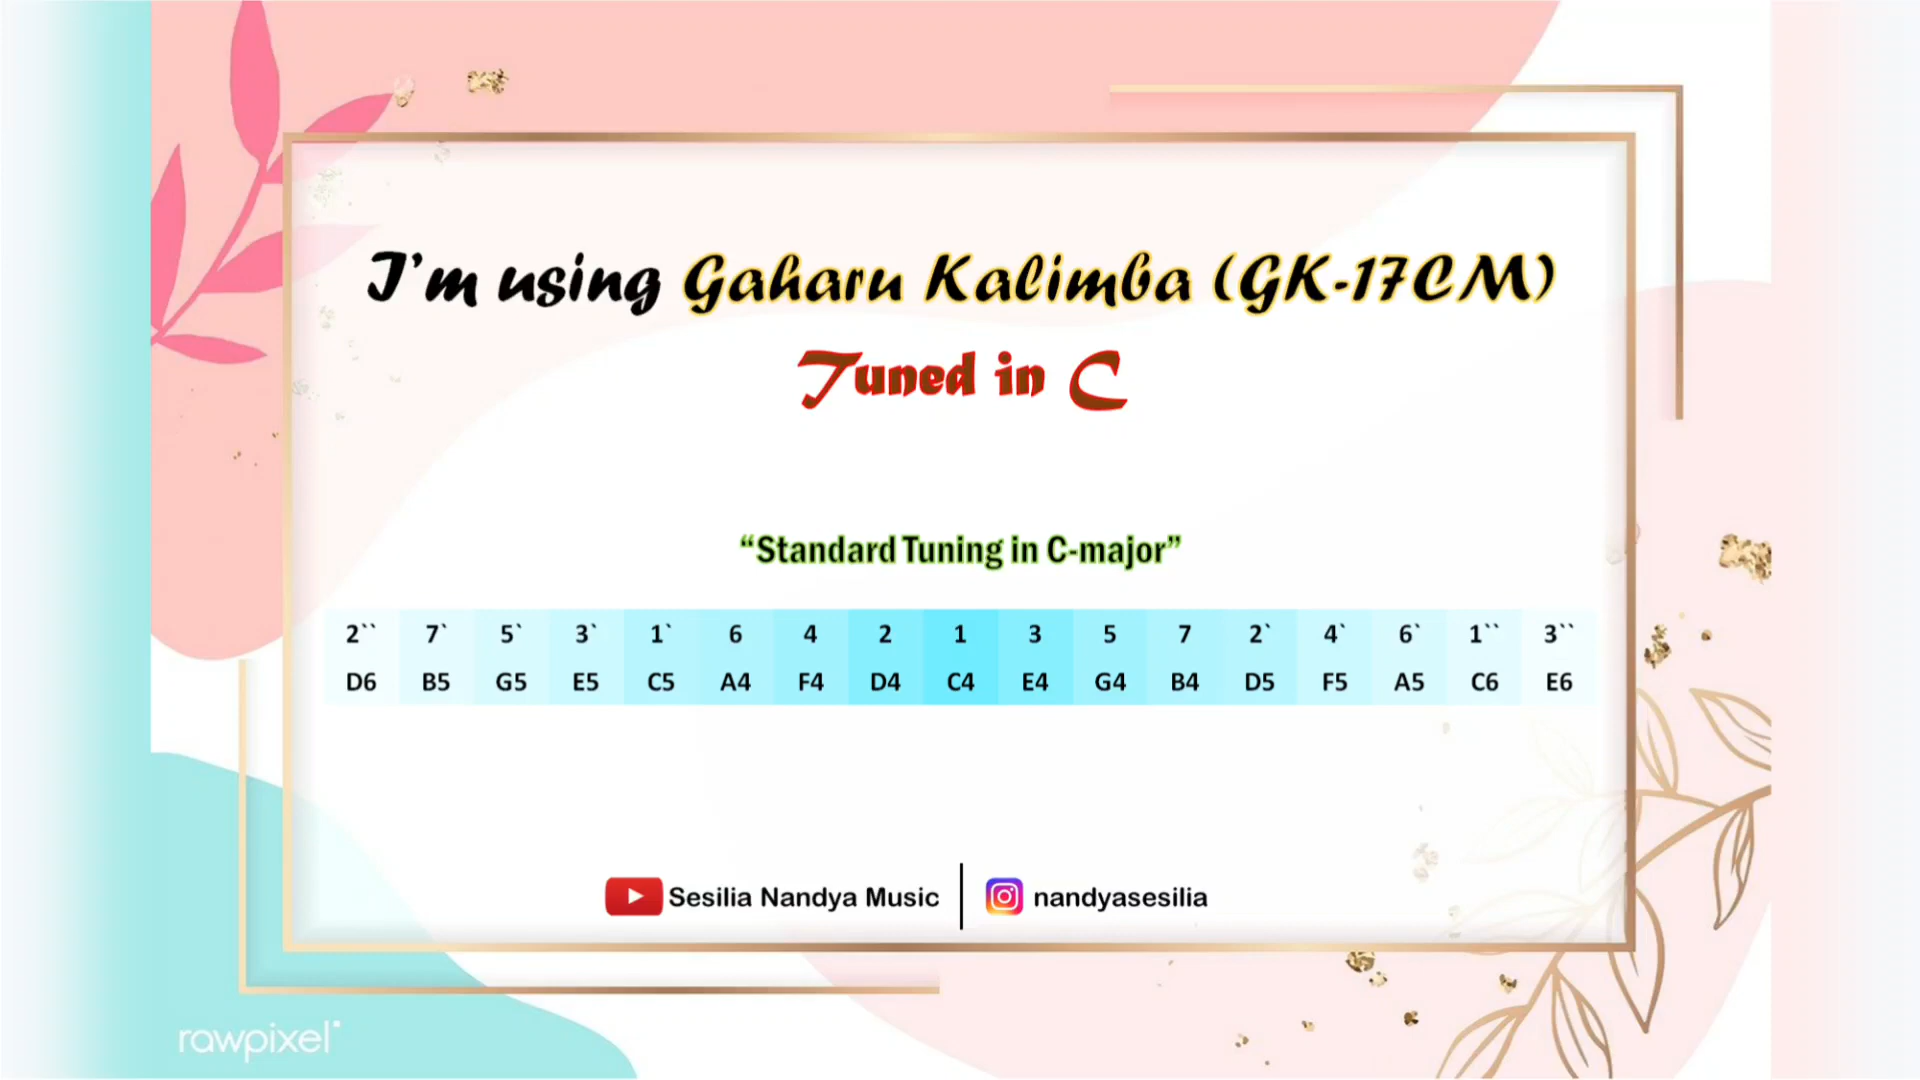 I'm using Gaharu Kalimba (GK-17CM)
Tuned in C
“Standard Tuning in C-major”
2`` 7` 5` 3` 1` 6 4 2 1 3 5 7 2` 4` 6` 1`` 3``
D6 B5 G5 E5 C5 A4 F4 D4 C4 E4 G4 B4 D5 F5 A5 C6 E6
Sesilia Nandya Music nandyasesilia
rawpixel